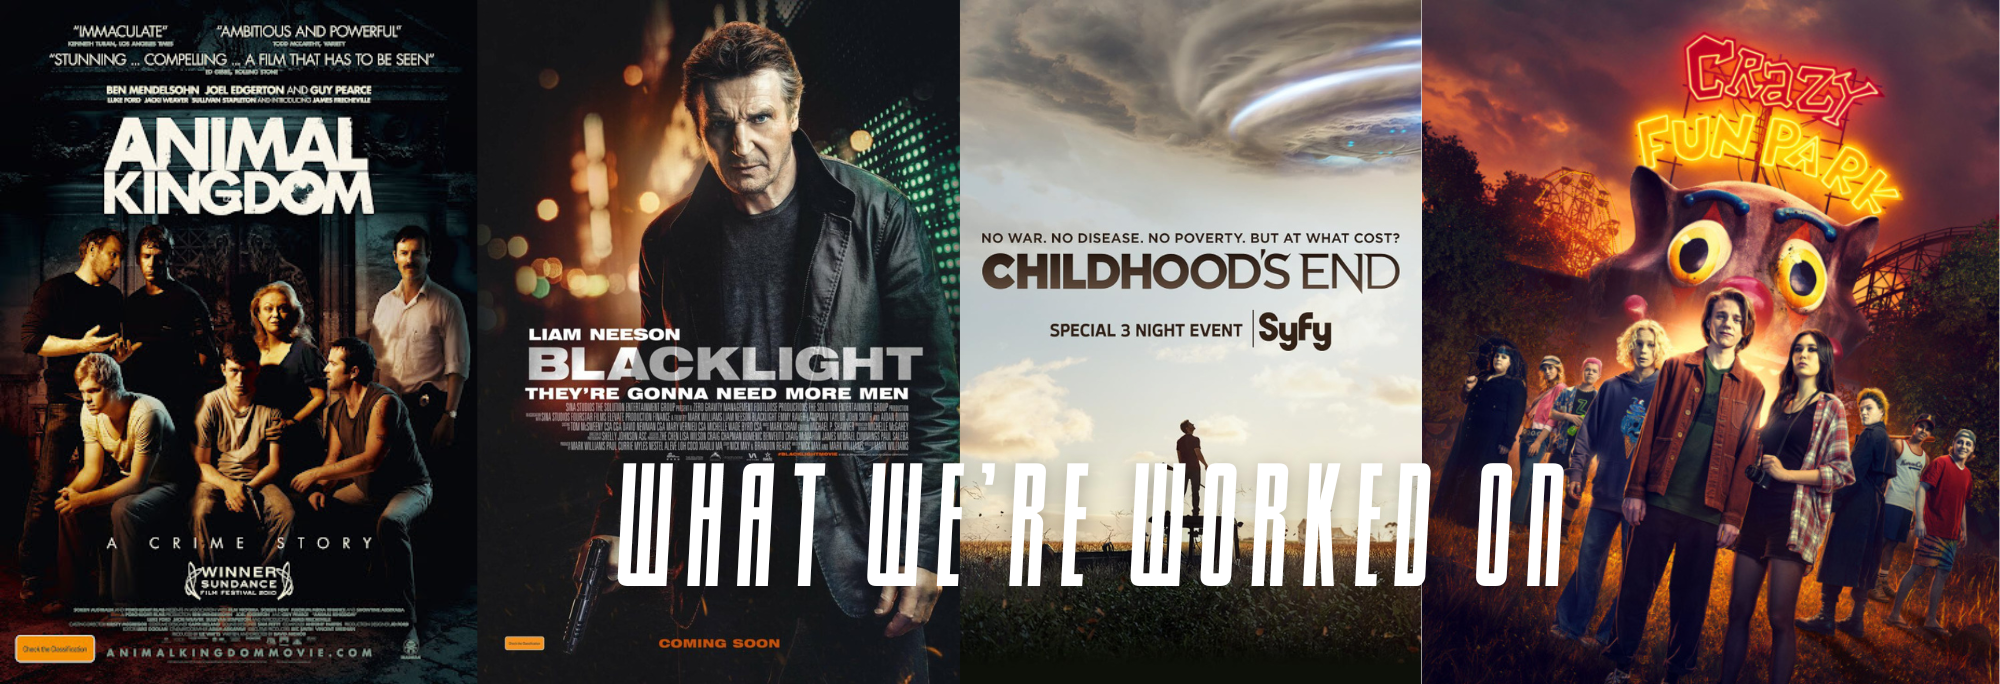 "IMMACULATE"
KENNETH TURAN, LOS ANGELES TIMES
"AMBITIOUS AND POWERFUL"
TODD MCCARTHY, VARIETY
"STUNNING ... COMPELLING ... A FILM THAT HAS TO BE SEEN"
ED GIBBS, ROLLING STONE
BEN MENDELSOHN JOEL EDGERTON AND GUY PEARCE
LUKE FORD JACKI WEAVER SULLIVAN STAPLETON AND INTRODUCING JAMES FRECHEVILLE
ANIMAL
KINGDOM
A CRIME STORY
WINNER
SUNDANCE
FILM FESTIVAL 2010
Check the Classification
ANIMALKINGDOMMOVIE.COM
LIAM NEESON
BLACKLIGHT
THEY'RE GONNA NEED MORE MEN
#BLACKLIGHTMOVIE
COMING SOON
NO WAR. NO DISEASE. NO POVERTY. BUT AT WHAT COST?
CHILDHOOD'S END
SPECIAL 3 NIGHT EVENT
Syfy
CRAZY
FUN PARK
WHAT WE'RE WORKED ON